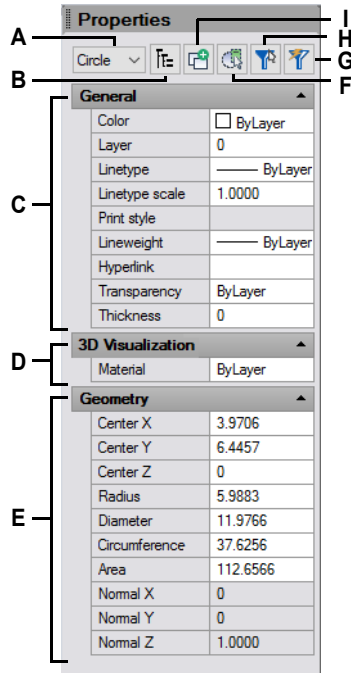 Properties
I
H
A
Circle
G
B
F
General
Color ByLayer
Layer 0
Linetype ByLayer
C
Linetype scale 1.0000
Print style
Lineweight ByLayer
Hyperlink
Transparency ByLayer
Thickness 0
3D Visualization
D
Material ByLayer
Geometry
Center X 3.9706
Center Y 6.4457
Center Z 0
Radius 5.9883
Diameter 11.9766
E
Circumference 37.6256
Area 112.6566
Normal X 0
Normal Y 0
Normal Z 1.0000